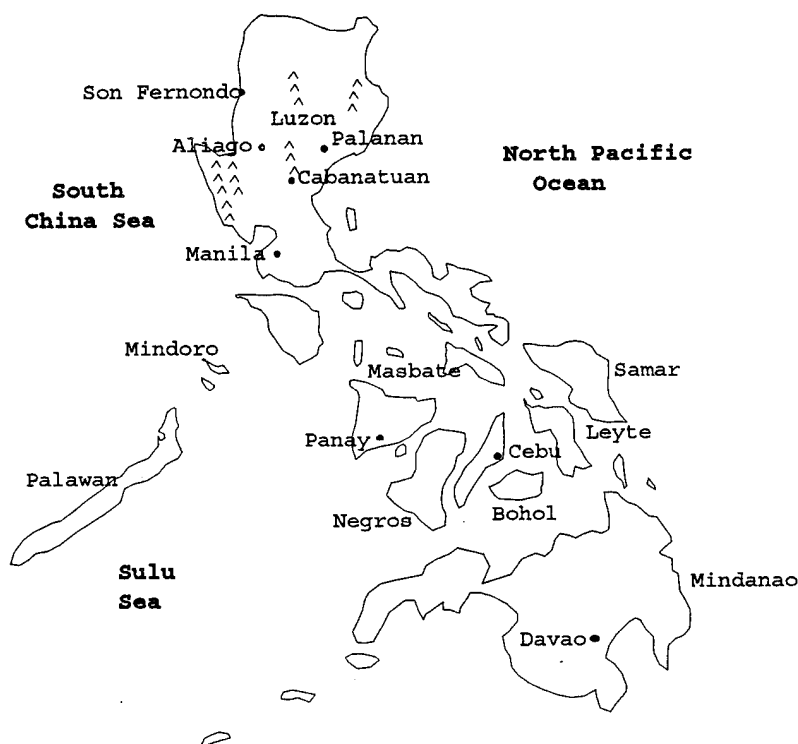 Son Fernondo
Luzon
Aliago
Palanan
North Pacific
Ocean
Cabanatuan
South
China Sea
Manila
Mindoro
Masbate
Samar
Panay
Leyte
Cebu
Palawan
Negros
Bohol
Sulu
Sea
Mindanao
Davao